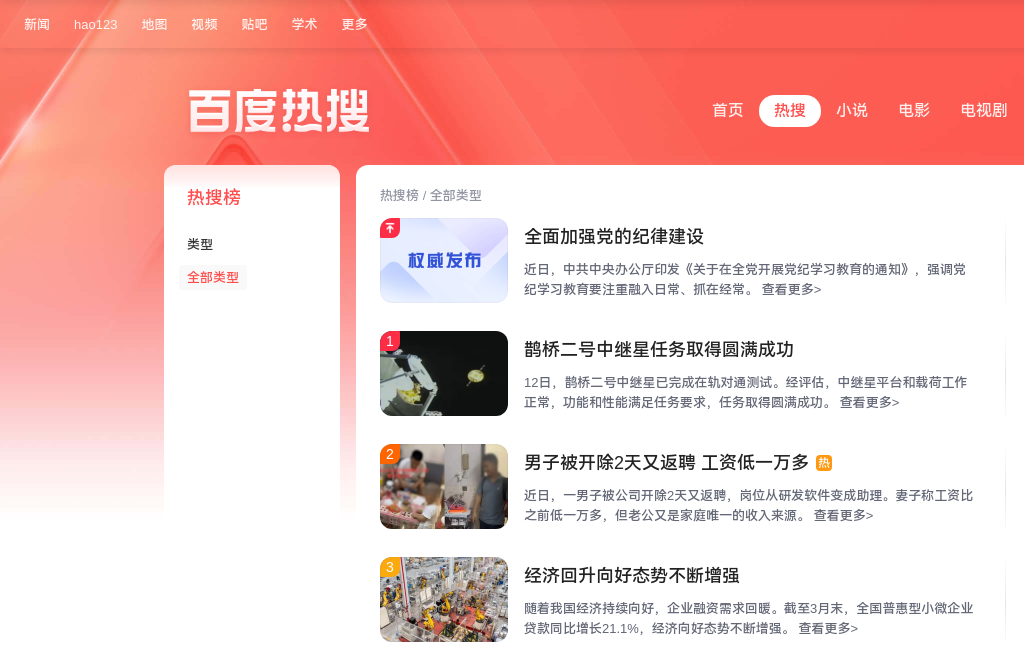 新闻 hao123 地图 视频 贴吧 学术 更多
百度热搜
首页 热搜 小说 电影 电视剧
热搜榜
类型
全部类型
热搜榜 / 全部类型
权威发布
全面加强党的纪律建设
近日，中共中央办公厅印发《关于在全党开展党纪学习教育的通知》，强调党
纪学习教育要注重融入日常、抓在经常。 查看更多>
1
鹊桥二号中继星任务取得圆满成功
12日，鹊桥二号中继星已完成在轨对通测试。经评估，中继星平台和载荷工作
正常，功能和性能满足任务要求，任务取得圆满成功。 查看更多>
2
男子被开除2天又返聘 工资低一万多 热
近日，一男子被公司开除2天又返聘，岗位从研发软件变成助理。妻子称工资比
之前低一万多，但老公又是家庭唯一的收入来源。 查看更多>
3
经济回升向好态势不断增强
随着我国经济持续向好，企业融资需求回暖。截至3月末，全国普惠型小微企业
贷款同比增长21.1%，经济向好态势不断增强。 查看更多>